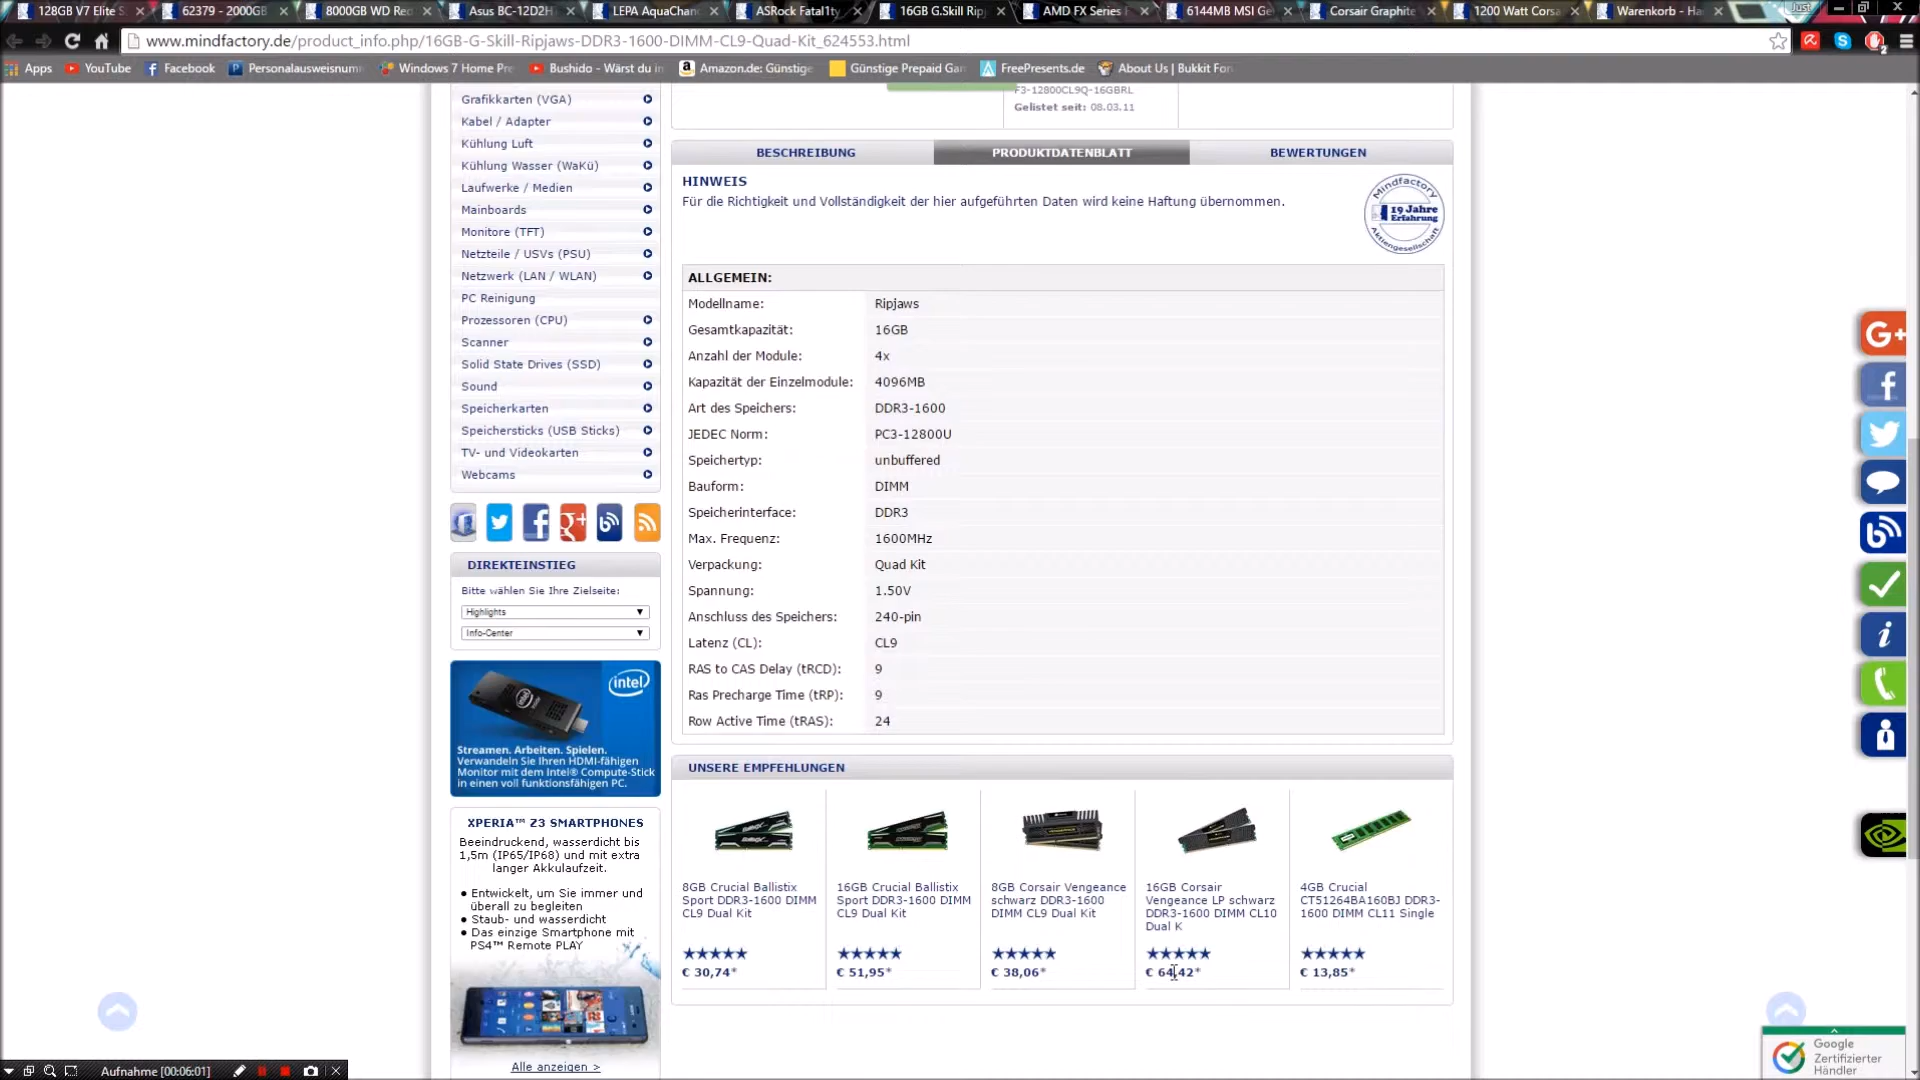 128GB V7 Elite S
62379 - 2000GB
8000GB WD Red
Asus BC-12D2H
LEPA AquaChan
ASRock Fatal1ty
16GB G.Skill Rip
AMD FX Series
6144MB MSI Ge
Corsair Graphite
1200 Watt Corsa
Warenkorb - Ha
Just
www.mindfactory.de/product_info.php/16GB-G-Skill-Ripjaws-DDR3-1600-DIMM-CL9-Quad-Kit_624553.html
Apps
YouTube
Facebook
Personalausweisnum
Windows 7 Home Pr
Bushido - Wärst du in
Amazon.de: Günstige
Günstige Prepaid Gan
FreePresents.de
About Us | Bukkit For
Grafikkarten (VGA)
Kabel / Adapter
Kühlung Luft
Kühlung Wasser (WaKü)
Laufwerke / Medien
Mainboards
Monitore (TFT)
Netzteile / USVs (PSU)
Netzwerk (LAN / WLAN)
PC Reinigung
Prozessoren (CPU)
Scanner
Solid State Drives (SSD)
Sound
Speicherkarten
Speichersticks (USB Sticks)
TV- und Videokarten
Webcams
DIREKTEINSTIEG
Bitte wählen Sie Ihre Zielseite:
Highlights
Info-Center
intel
Streamen. Arbeiten. Spielen.
Verwandeln Sie Ihren HDMI-fähigen
Monitor mit dem Intel® Compute-Stick
in einen voll funktionsfähigen PC.
XPERIA™ Z3 SMARTPHONES
Beeindruckend, wasserdicht bis
1,5m (IP65/IP68) und mit extra
langer Akkulaufzeit.
● Entwickelt, um Sie immer und
überall zu begleiten
● Staub- und wasserdicht
● Das einzige Smartphone mit
PS4™ Remote PLAY
Alle anzeigen >
F3-12800CL9Q-16GBRL
Gelistet seit: 08.03.11
BESCHREIBUNG
PRODUKTDATENBLATT
BEWERTUNGEN
HINWEIS
Für die Richtigkeit und Vollständigkeit der hier aufgeführten Daten wird keine Haftung übernommen.
Mindfactory
19 Jahre
Erfahrung
Aktiengesellschaft
ALLGEMEIN:
Modellname: Ripjaws
Gesamtkapazität: 16GB
Anzahl der Module: 4x
Kapazität der Einzelmodule: 4096MB
Art des Speichers: DDR3-1600
JEDEC Norm: PC3-12800U
Speichertyp: unbuffered
Bauform: DIMM
Speicherinterface: DDR3
Max. Frequenz: 1600MHz
Verpackung: Quad Kit
Spannung: 1.50V
Anschluss des Speichers: 240-pin
Latenz (CL): CL9
RAS to CAS Delay (tRCD): 9
Ras Precharge Time (tRP): 9
Row Active Time (tRAS): 24
UNSERE EMPFEHLUNGEN
8GB Crucial Ballistix
Sport DDR3-1600 DIMM
CL9 Dual Kit
€ 30,74*
16GB Crucial Ballistix
Sport DDR3-1600 DIMM
CL9 Dual Kit
€ 51,95*
8GB Corsair Vengeance
schwarz DDR3-1600
DIMM CL9 Dual Kit
€ 38,06*
16GB Corsair
Vengeance LP schwarz
DDR3-1600 DIMM CL10
Dual K
€ 64,42*
4GB Crucial
CT51264BA160BJ DDR3-
1600 DIMM CL11 Single
€ 13,85*
Google
Zertifizierter
Händler
Aufnahme [00:06:01]